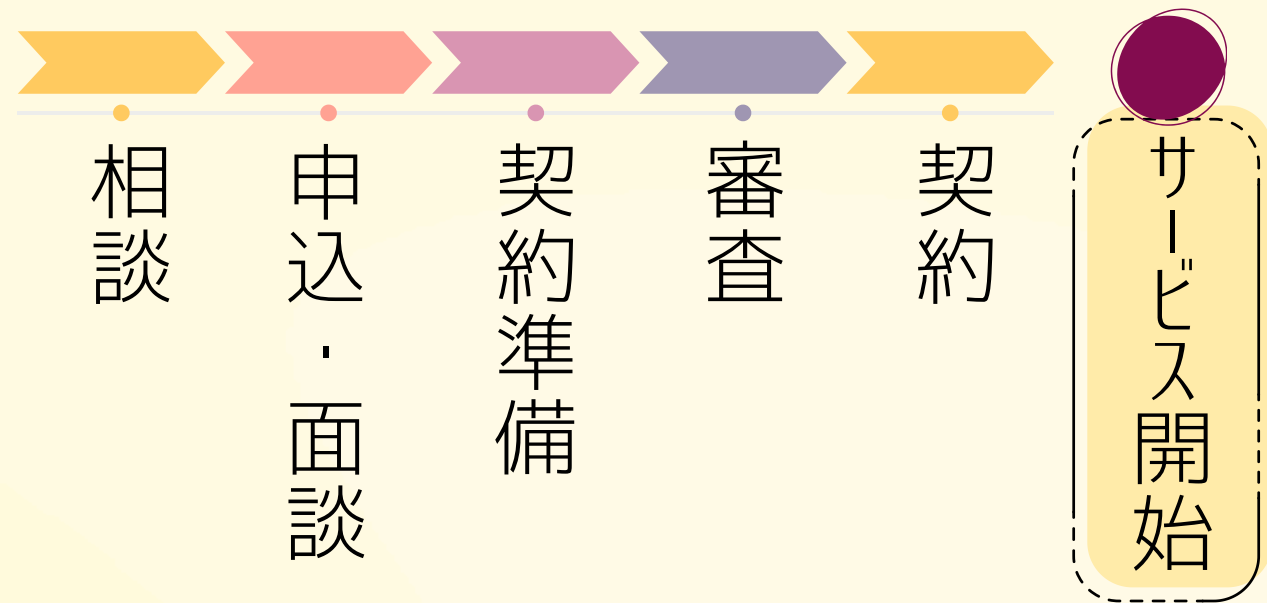 相談
申込・面談
契約準備
審査
契約
サービス開始